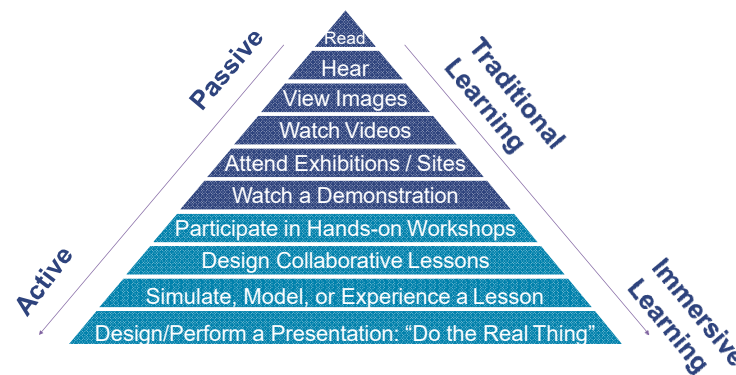 Passive
Traditional
Learning
Read
Hear
View Images
Watch Videos
Attend Exhibitions / Sites
Watch a Demonstration
Participate in Hands-on Workshops
Design Collaborative Lessons
Simulate, Model, or Experience a Lesson
Design/Perform a Presentation: “Do the Real Thing”
Active
Immersive
Learning